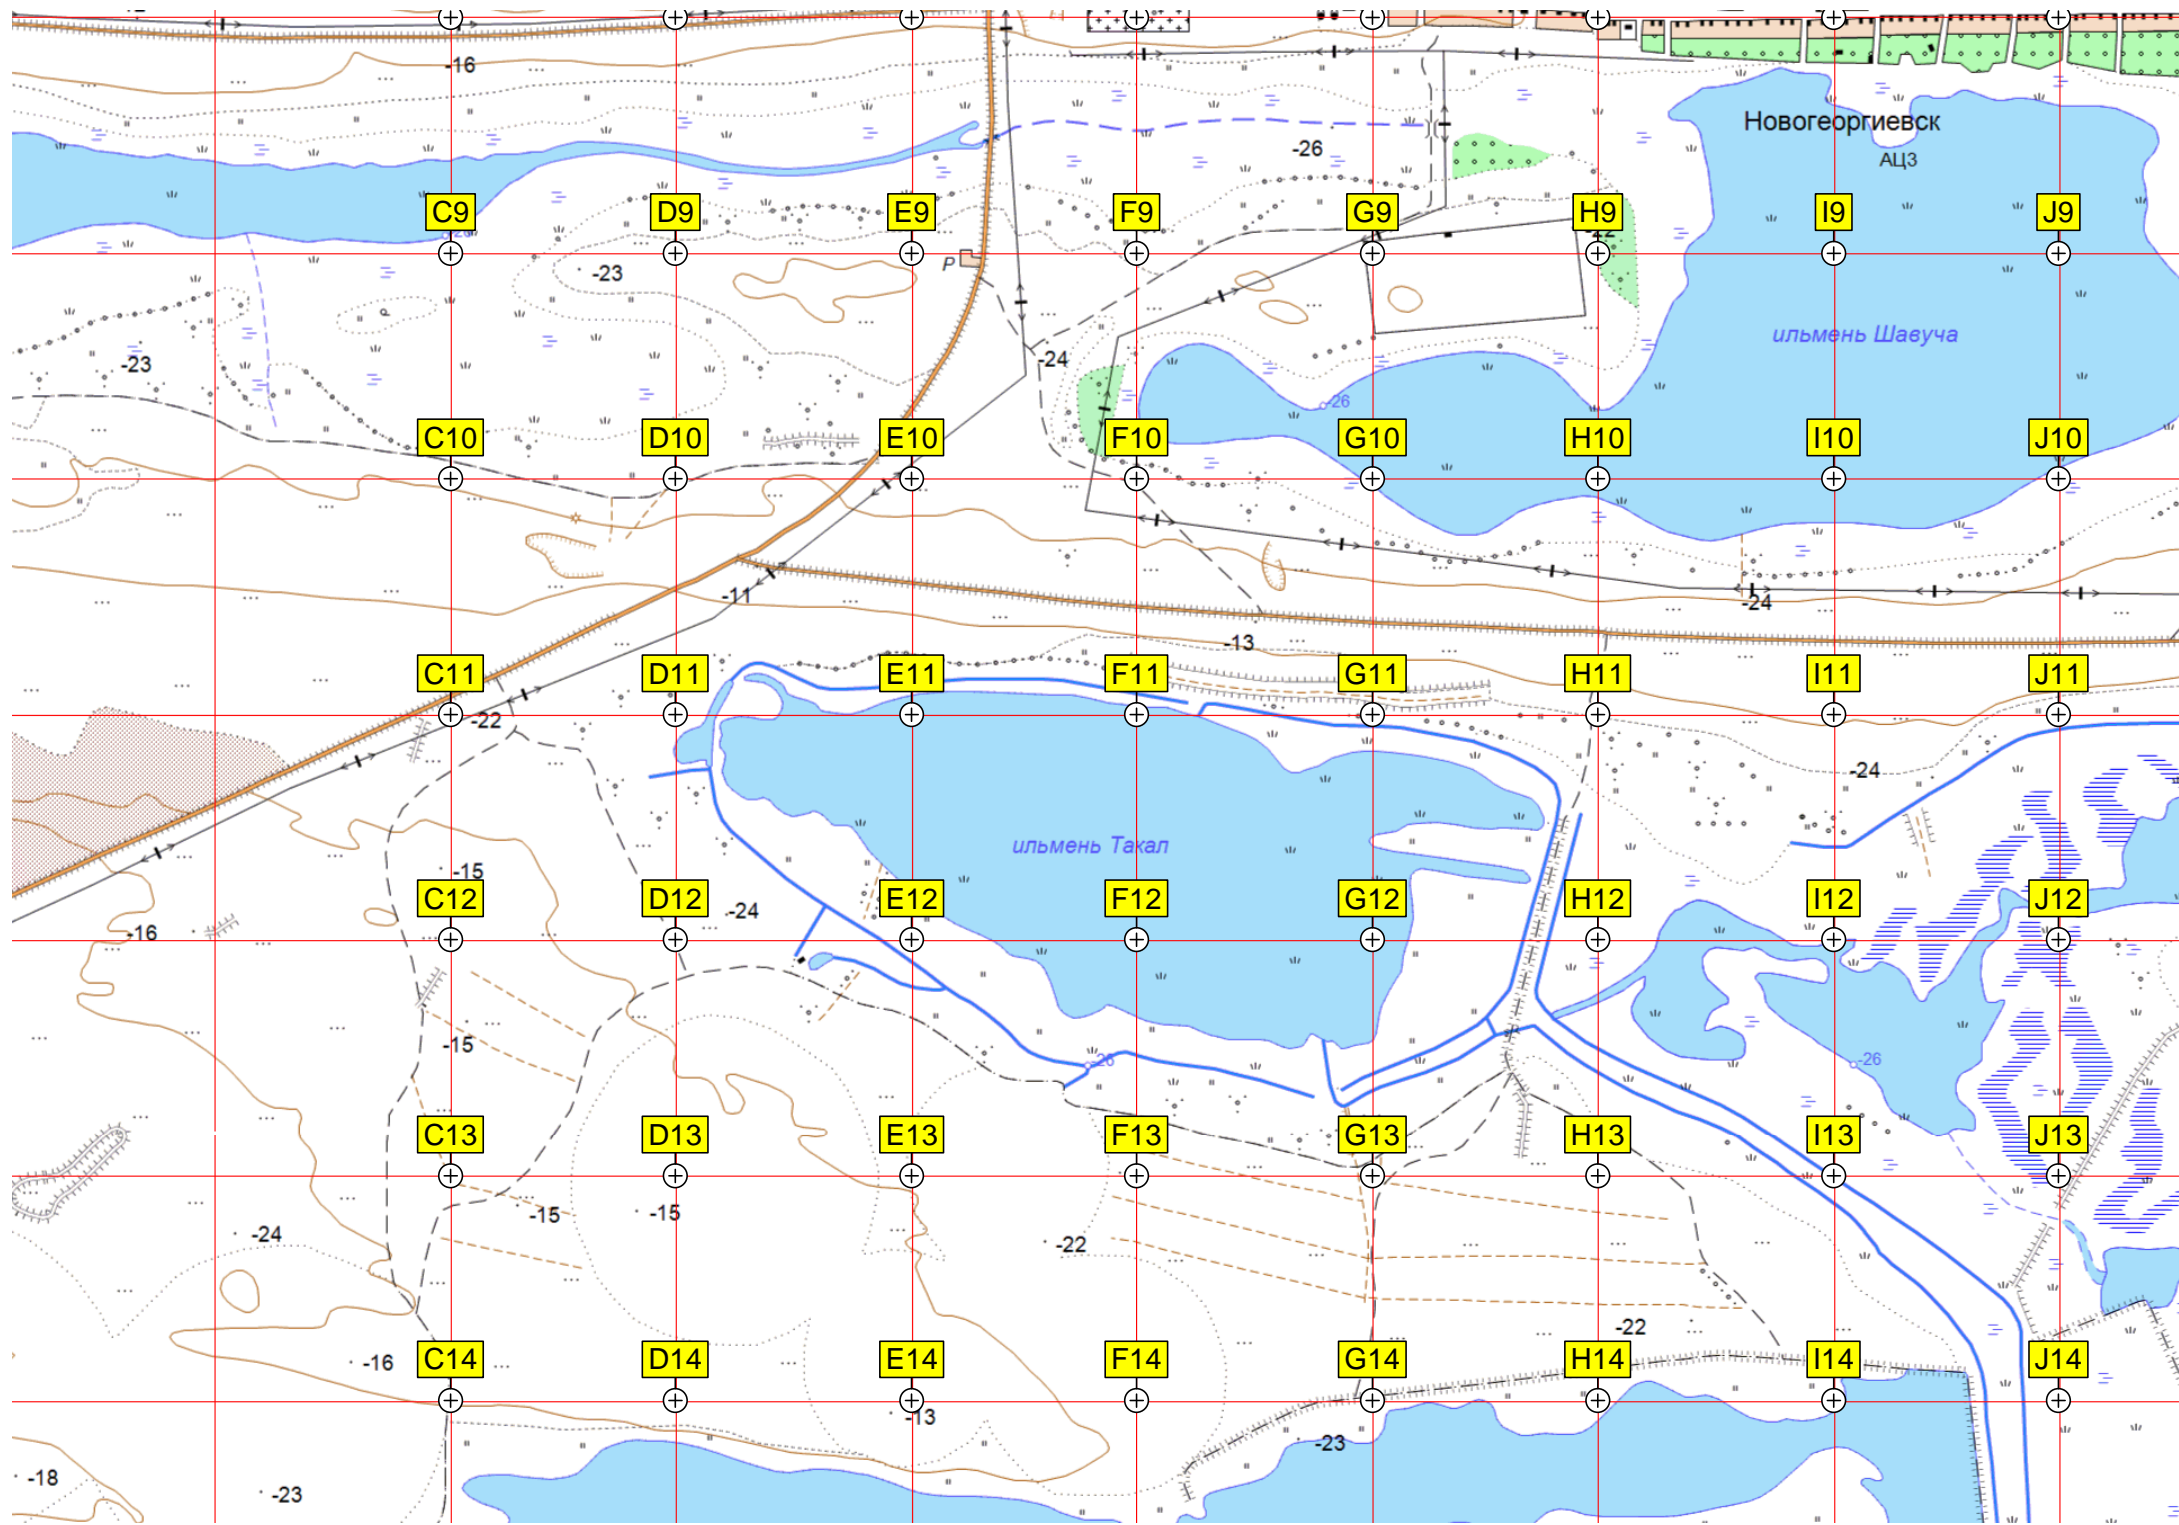 -16
Новогеоргиевск
-26
АЦЗ
C9
D9
E9
F9
G9
H9
I9
J9
-22
P
-23
ильмень Шавуча
-24
-23
-26
C10
D10
E10
F10
G10
H10
I10
J10
-11
-24
-13
C11
D11
E11
F11
G11
H11
I11
J11
-22
-24
ильмень Такал
-15
C12
D12
E12
F12
G12
H12
I12
J12
-24
-16
-15
-26
-26
C13
D13
E13
F13
G13
H13
I13
J13
-15
-15
-24
-22
-22
C14
D14
E14
F14
G14
H14
I14
J14
-16
-13
-23
-18
-23